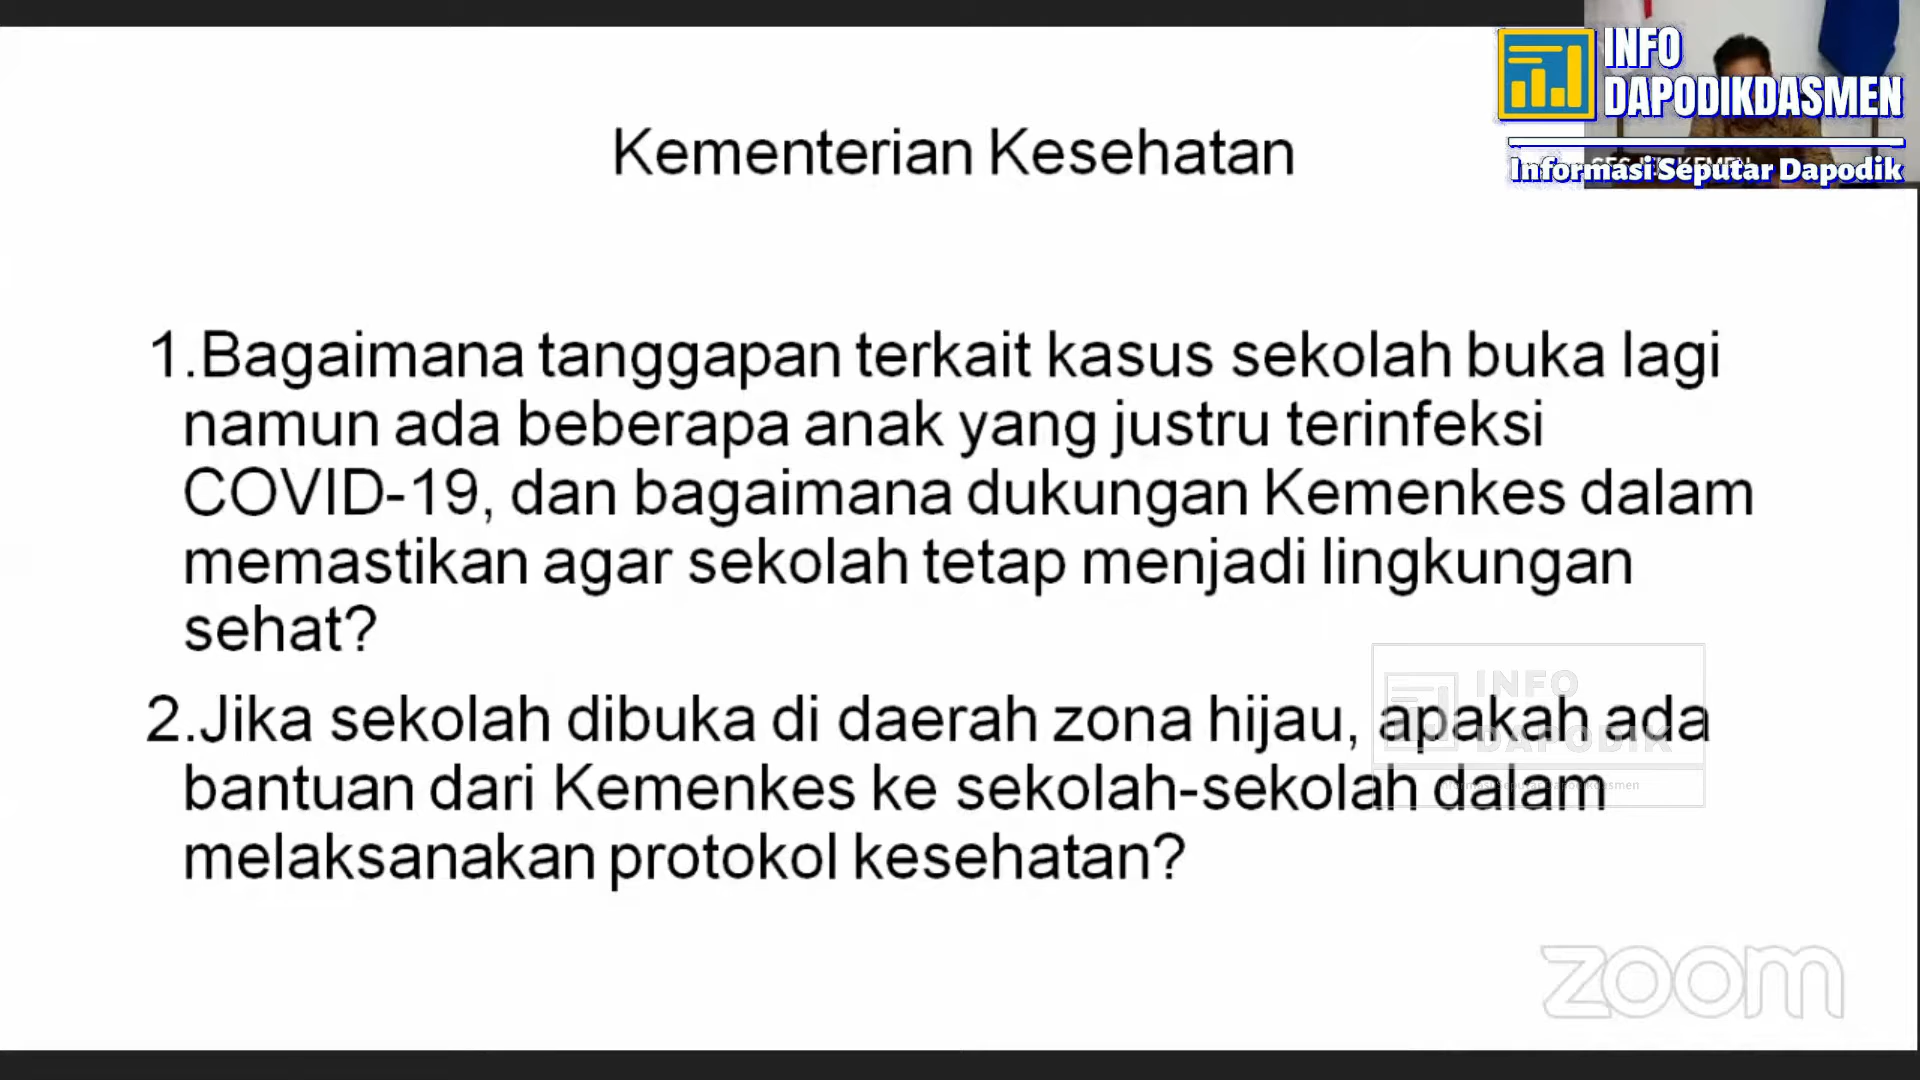 INFO
DAPODIKDASMEN
Informasi Seputar Dapodik
Kementerian Kesehatan
1.Bagaimana tanggapan terkait kasus sekolah buka lagi
namun ada beberapa anak yang justru terinfeksi
COVID-19, dan bagaimana dukungan Kemenkes dalam
memastikan agar sekolah tetap menjadi lingkungan
sehat?
2.Jika sekolah dibuka di daerah zona hijau, apakah ada
bantuan dari Kemenkes ke sekolah-sekolah dalam
melaksanakan protokol kesehatan?
INFO
DAPODIK
zoom